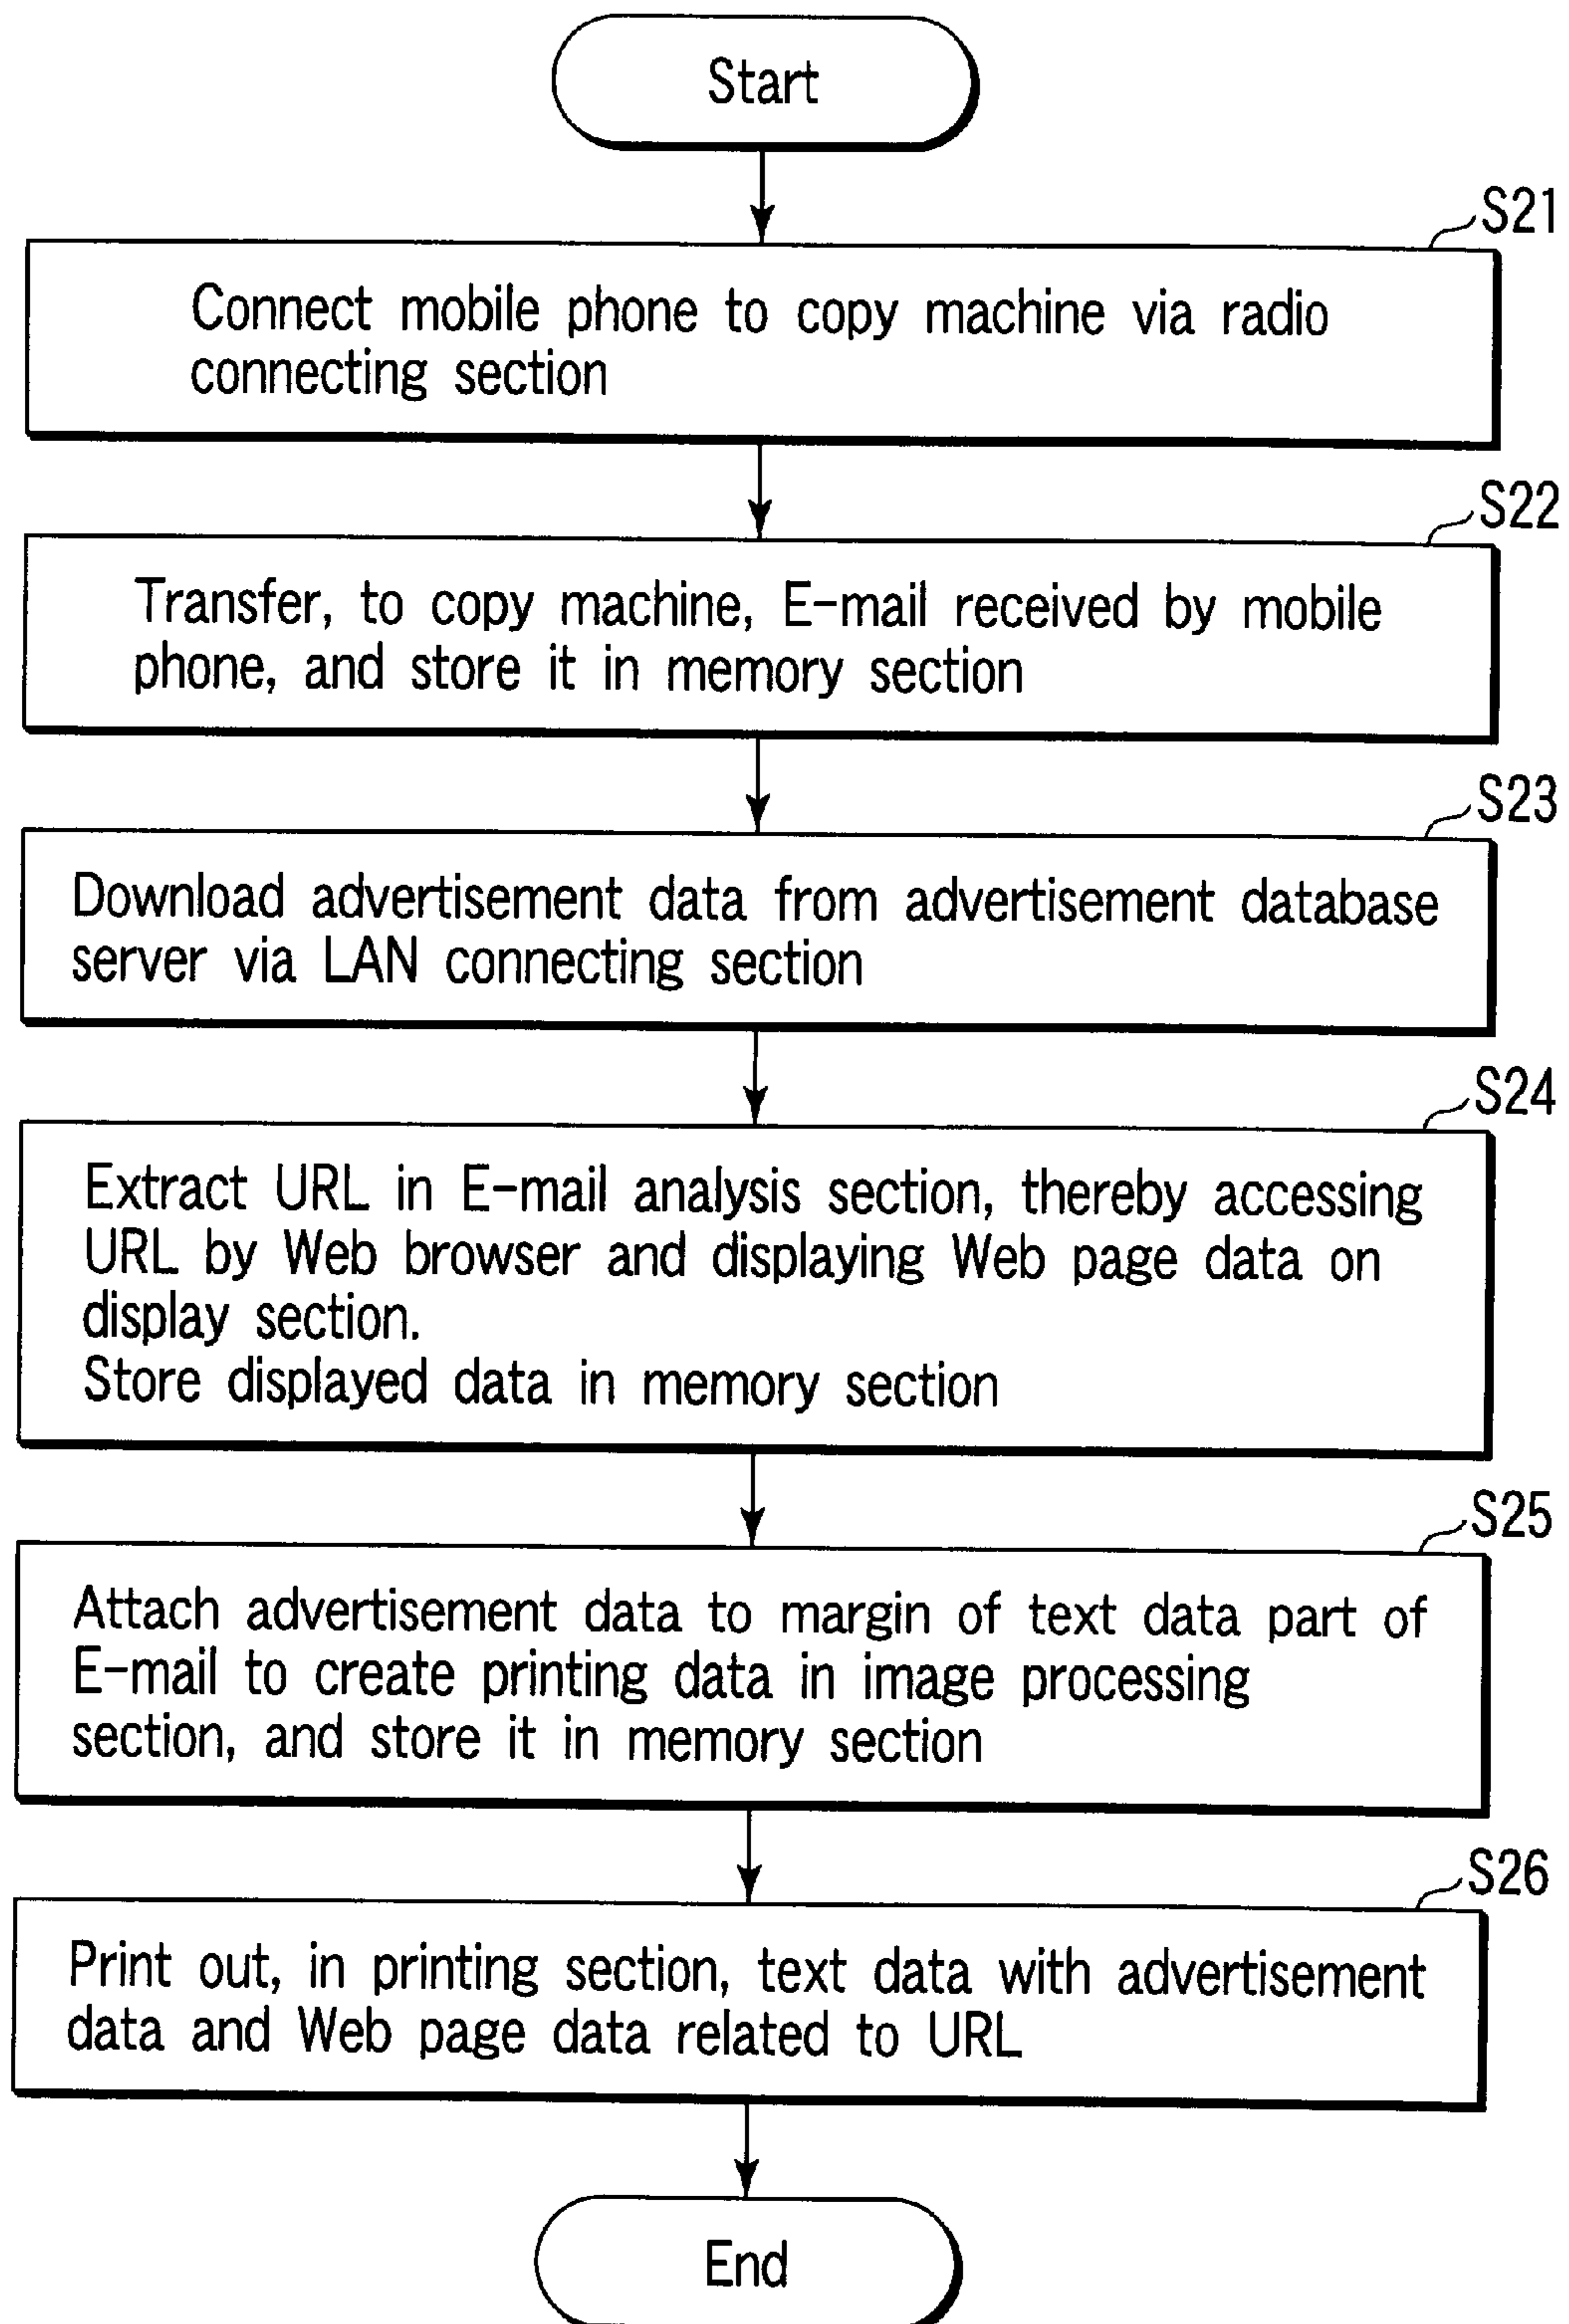 Start
S21
Connect mobile phone to copy machine via radio
connecting section
S22
Transfer, to copy machine, E-mail received by mobile
phone, and store it in memory section
S23
Download advertisement data from advertisement database
server via LAN connecting section
S24
Extract URL in E-mail analysis section, thereby accessing
URL by Web browser and displaying Web page data on
display section.
Store displayed data in memory section
S25
Attach advertisement data to margin of text data part of
E-mail to create printing data in image processing
section, and store it in memory section
S26
Print out, in printing section, text data with advertisement
data and Web page data related to URL
End